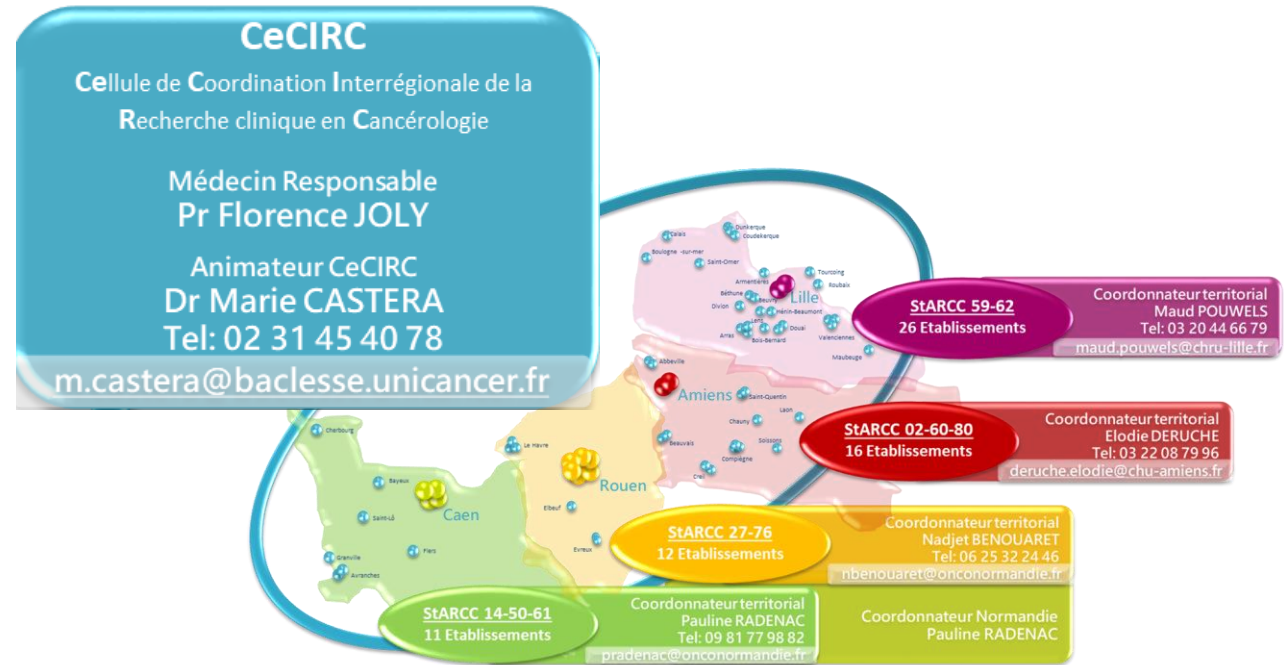 CeCIRC
Cellule de Coordination Interrégionale de la
Recherche clinique en Cancérologie
Médecin Responsable
Pr Florence JOLY
Animateur CeCIRC
Dr Marie CASTERA
Tel: 02 31 45 40 78
m.castera@baclesse.unicancer.fr
Dunkerque
Calais
Coudekerque
Boulogne -sur-mer
Saint-Omer
Tourcoing
Armentières
Roubaix
Béthune
Beuvry
Lille
Divion
Hénin-Beaumont
Lens
Arras
Douai
Bois-Bernard
Valenciennes
Maubeuge
StARCC 59-62
26 Etablissements
Coordonnateur territorial
Maud POUWELS
Tel: 03 20 44 66 79
maud.pouwels@chru-lille.fr
Abbeville
Amiens
Saint-Quentin
Laon
Chauny
Beauvais
Soissons
Compiègne
Creil
StARCC 02-60-80
16 Etablissements
Coordonnateur territorial
Elodie DERUCHE
Tel: 03 22 08 79 96
deruche.elodie@chu-amiens.fr
Cherbourg
Le Havre
Rouen
Bayeux
Caen
Elbeuf
Saint-Lô
Evreux
Flers
Granville
Avranches
StARCC 27-76
12 Etablissements
Coordonnateur territorial
Nadjet BENOUARET
Tel: 06 25 32 24 46
nbenouaret@onconormandie.fr
StARCC 14-50-61
11 Etablissements
Coordonnateur territorial
Pauline RADENAC
Tel: 09 81 77 98 82
pradenac@onconormandie.fr
Coordonnateur Normandie
Pauline RADENAC